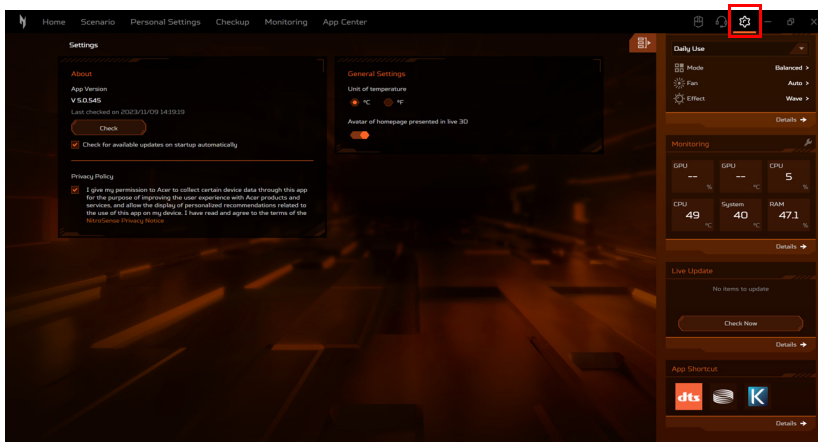 Home Scenario Personal Settings Checkup Monitoring App Center
Settings
About
App Version
V 5.0.545
Last checked on 2023/11/09 14:19:19
Check
Check for available updates on startup automatically
Privacy Policy
I give my permission to Acer to collect certain device data through this app
for the purpose of improving the user experience with Acer products and
services, and allow the display of personalized recommendations related to
the use of this app on my device. I have read and agree to the terms of the
NitroSense Privacy Notice
General Settings
Unit of temperature
°C °F
Avatar of homepage presented in live 3D
Daily Use
Mode Balanced >
Fan Auto >
Effect Wave >
Details →
Monitoring
GPU GPU CPU
-- -- 5
% °C %
CPU System RAM
49 40 47.1
°C °C %
Details →
Live Update
No items to update
Check Now
Details →
App Shortcut
dts K
Details →